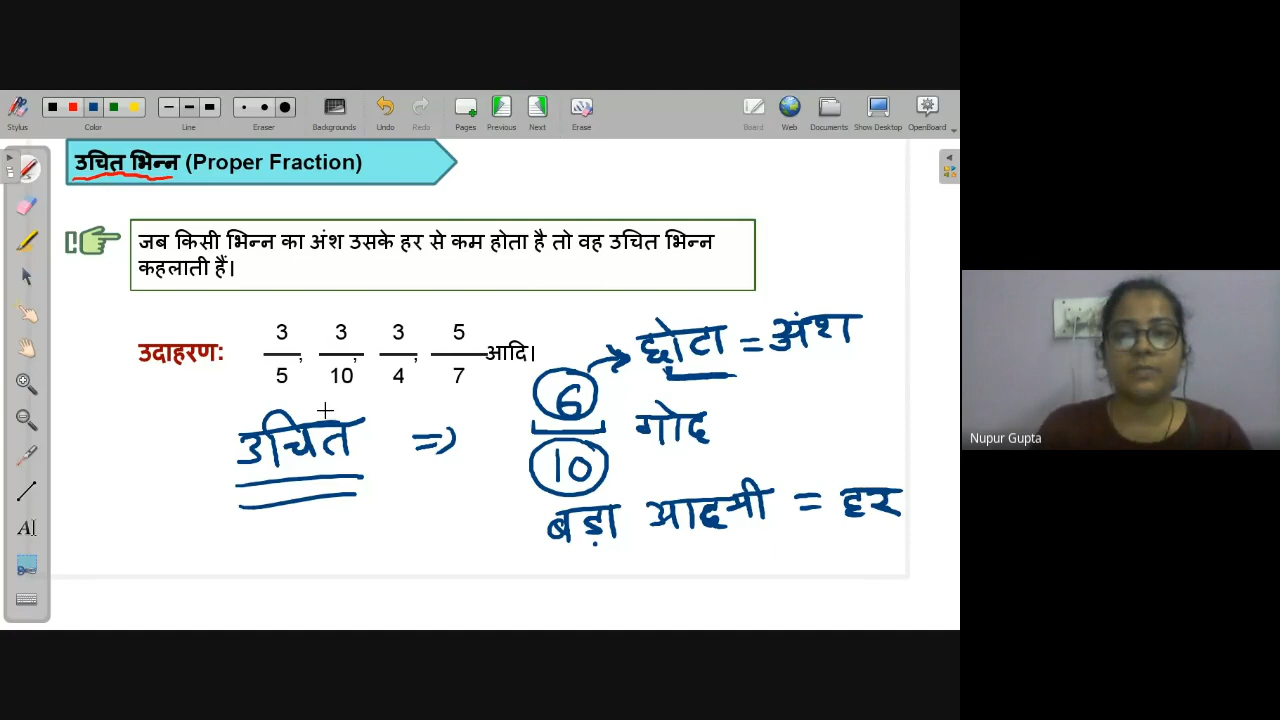 Stylus Color Line Eraser Backgrounds Undo Redo Pages Previous Next Erase Board Web Documents Show Desktop OpenBoard
उचित भिन्न (Proper Fraction)
जब किसी भिन्न का अंश उसके हर से कम होता है तो वह उचित भिन्न
कहलाती हैं।
उदाहरण: 3/5, 3/10, 3/4, 5/7 आदि।
छोटा = अंश
उचित => 6/10 गोद
बड़ा आदमी = हर
Nupur Gupta